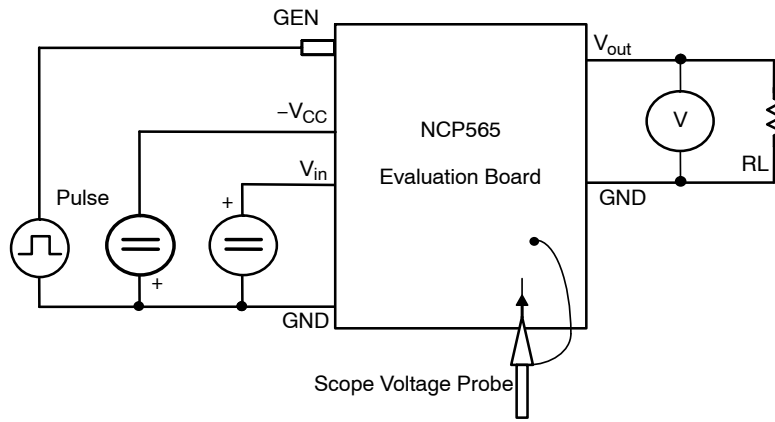 GEN
V_out
−V_CC
NCP565
V
V_in
Evaluation Board
RL
Pulse
+
GND
+
GND
Scope Voltage Probe